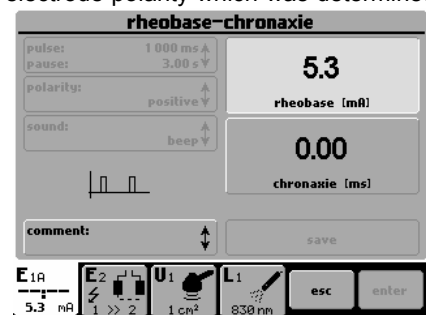 electrode polarity which was determined
rheobase-chronaxie
pulse: 1 000 ms
pause: 3.00 s
5.3
rheobase [mA]
polarity:
positive
sound:
beep
0.00
chronaxie [ms]
comment:
save
E1A
5.3 mA
E2
1 >> 2
U1
1 cm²
L1
830 nm
esc
enter